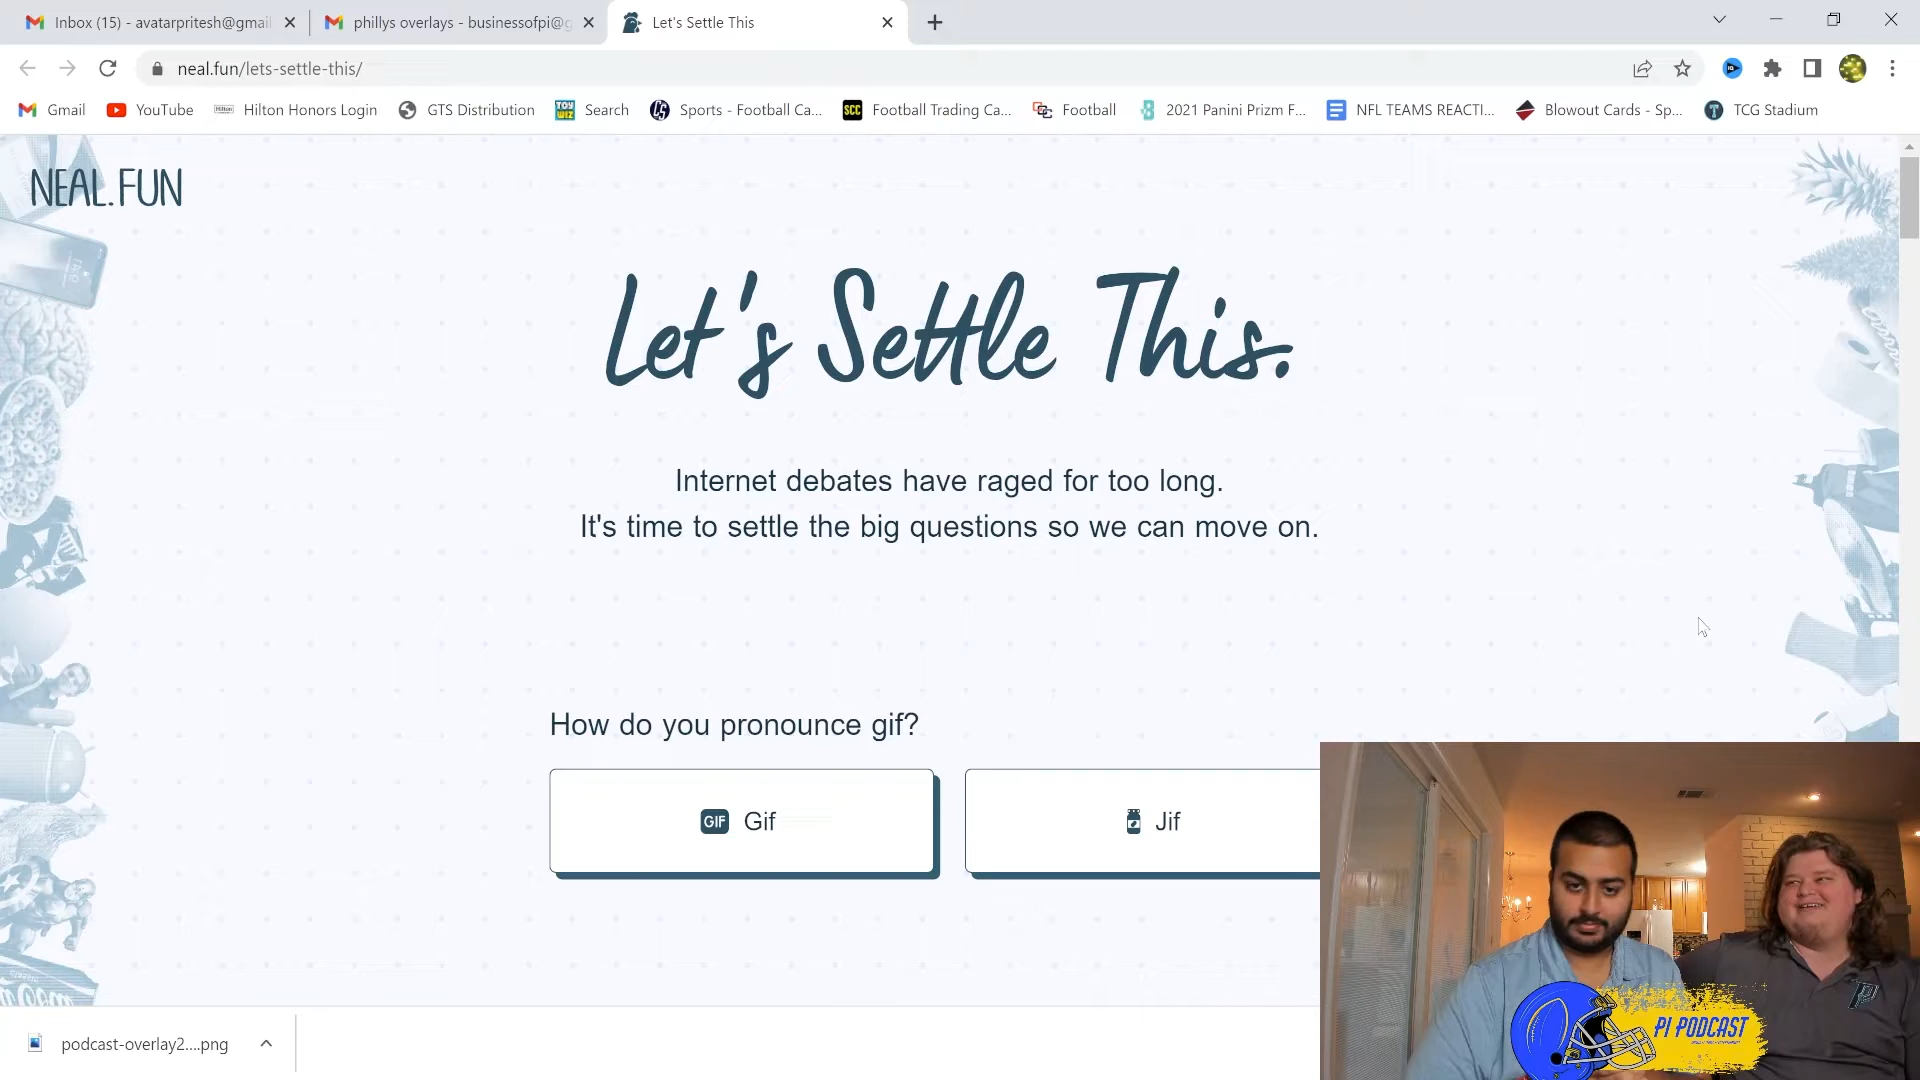 Inbox (15) - avatarpritesh@gmail
phillys overlays - businessofpi@g
Let's Settle This
neal.fun/lets-settle-this/
Gmail
YouTube
Hilton Honors Login
GTS Distribution
Search
Sports - Football Ca...
Football Trading Ca...
Football
2021 Panini Prizm F...
NFL TEAMS REACTI...
Blowout Cards - Sp...
TCG Stadium
NEAL.FUN
Let's Settle This.
Internet debates have raged for too long.
It's time to settle the big questions so we can move on.
How do you pronounce gif?
GIF Gif
Jif
PI PODCAST
podcast-overlay2....png